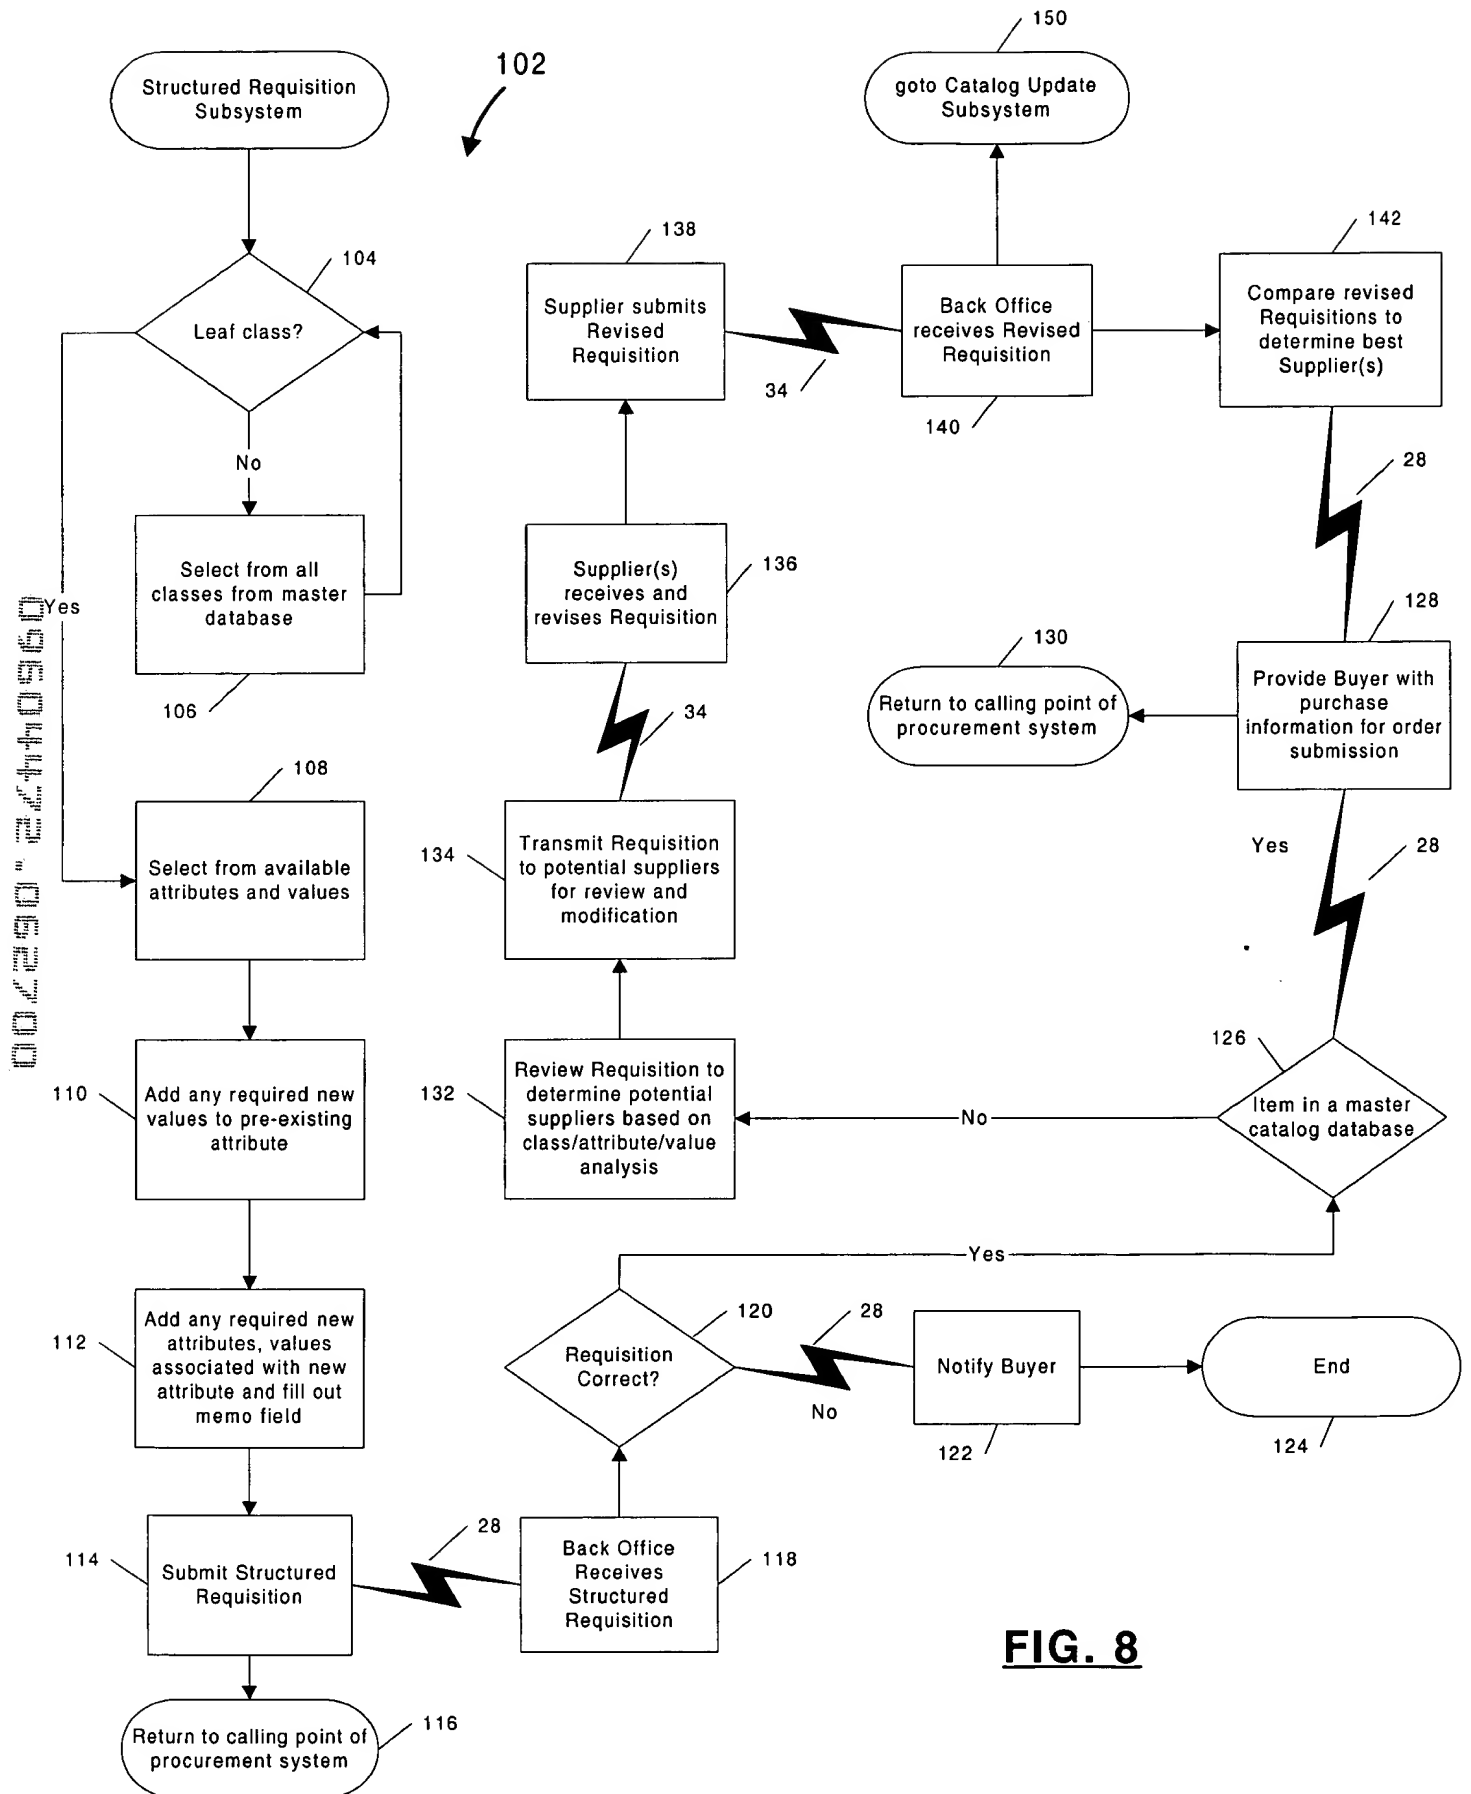 Structured Requisition
Subsystem
102
104
Leaf class?
No
Yes
Select from all
classes from master
database
106
108
Select from available
attributes and values
110
Add any required new
values to pre-existing
attribute
112
Add any required new
attributes, values
associated with new
attribute and fill out
memo field
114
Submit Structured
Requisition
116
Return to calling point of
procurement system
28
118
Back Office
Receives
Structured
Requisition
120
Requisition
Correct?
28
No
Notify Buyer
122
End
124
Yes
126
Item in a master
catalog database
No
132
Review Requisition to
determine potential
suppliers based on
class/attribute/value
analysis
134
Transmit Requisition
to potential suppliers
for review and
modification
34
136
Supplier(s)
receives and
revises Requisition
138
Supplier submits
Revised
Requisition
34
140
Back Office
receives Revised
Requisition
150
goto Catalog Update
Subsystem
142
Compare revised
Requisitions to
determine best
Supplier(s)
28
128
Provide Buyer with
purchase
information for order
submission
130
Return to calling point of
procurement system
Yes
28
FIG. 8